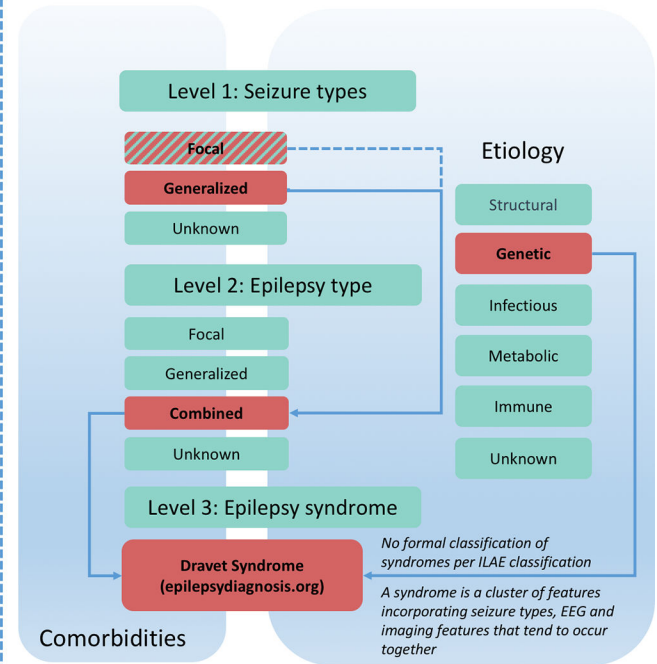 Level 1: Seizure types
Focal
Generalized
Unknown
Level 2: Epilepsy type
Focal
Generalized
Combined
Unknown
Level 3: Epilepsy syndrome
Dravet Syndrome
(epilepsydiagnosis.org)
Etiology
Structural
Genetic
Infectious
Metabolic
Immune
Unknown
No formal classification of
syndromes per ILAE classification
A syndrome is a cluster of features
incorporating seizure types, EEG and
imaging features that tend to occur
together
Comorbidities